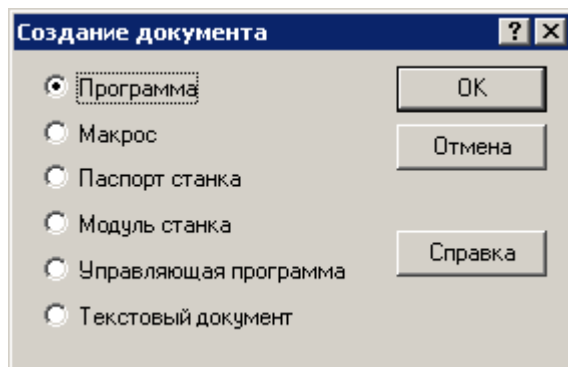 Создание документа
Программа
Макрос
Паспорт станка
Модуль станка
Управляющая программа
Текстовый документ
OK
Отмена
Справка